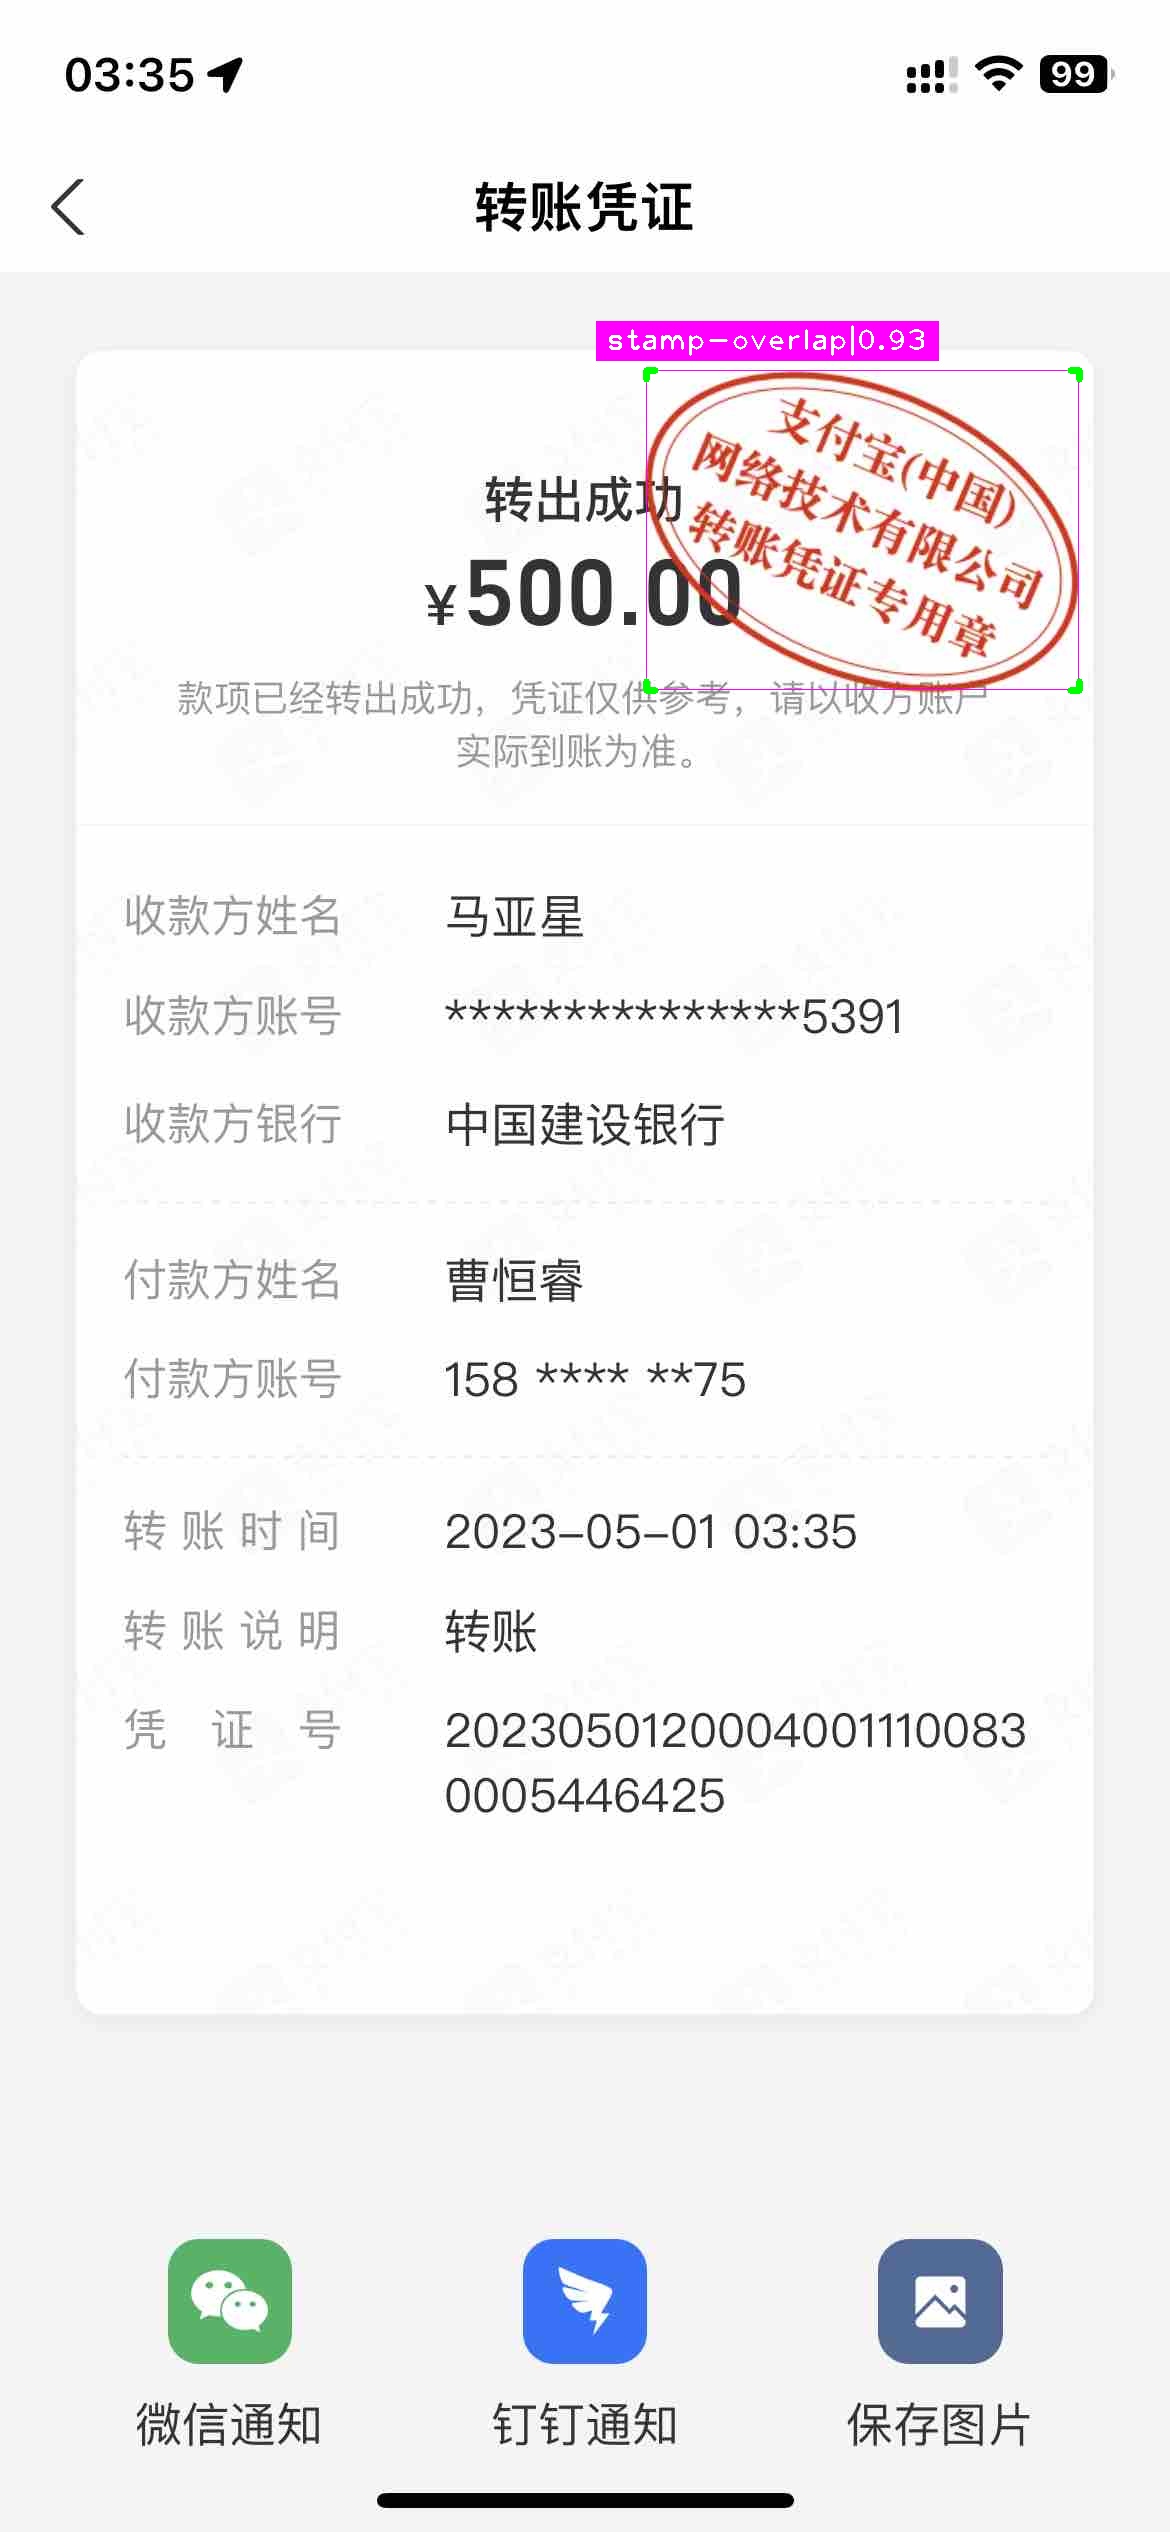 03:35
99
转账凭证
stamp-overlap|0.93
支付宝(中国)
网络技术有限公司
转账凭证专用章
转出成功
¥500.00
款项已经转出成功，凭证仅供参考，请以收方账户
实际到账为准。
收款方姓名 马亚星
收款方账号 ***************5391
收款方银行 中国建设银行
付款方姓名 曹恒睿
付款方账号 158 **** **75
转账时间 2023-05-01 03:35
转账说明 转账
凭证号 2023050120004001110083
0005446425
微信通知 钉钉通知 保存图片